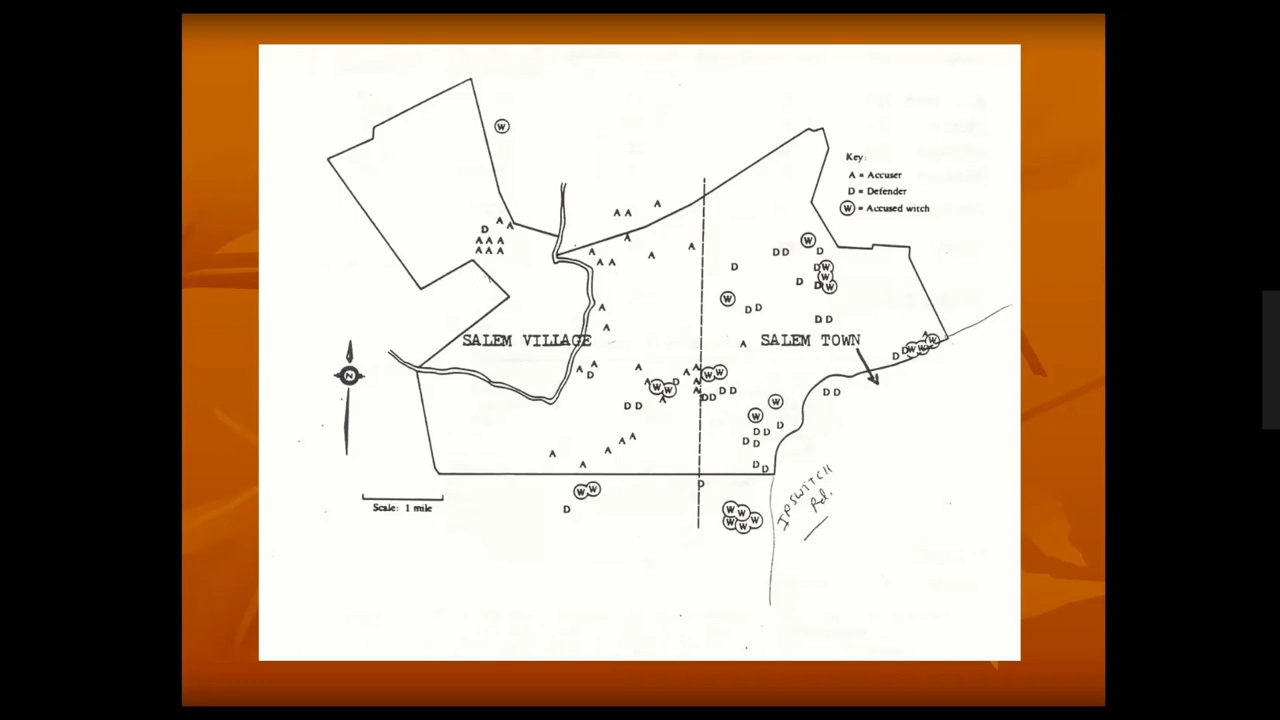 W
Key:
A = Accuser
D = Defender
W = Accused witch
A
A A
A A
D
A A A
A A A
A
A
A A
A
A
W
D D
D
D
D W
W
D W
D
W
D D
D D
A
A
SALEM VILLAGE
SALEM TOWN
A
A
W W W
D D
A A
D
A
A
W W
D
A A
A
A
W W
D D
D D
D D
A
D D
W
W
D
D D
D D
D D
A A
A
A
A
D D
N
Scale: 1 mile
W W
D
D
W W
W W W
IPSWITCH
Rd.